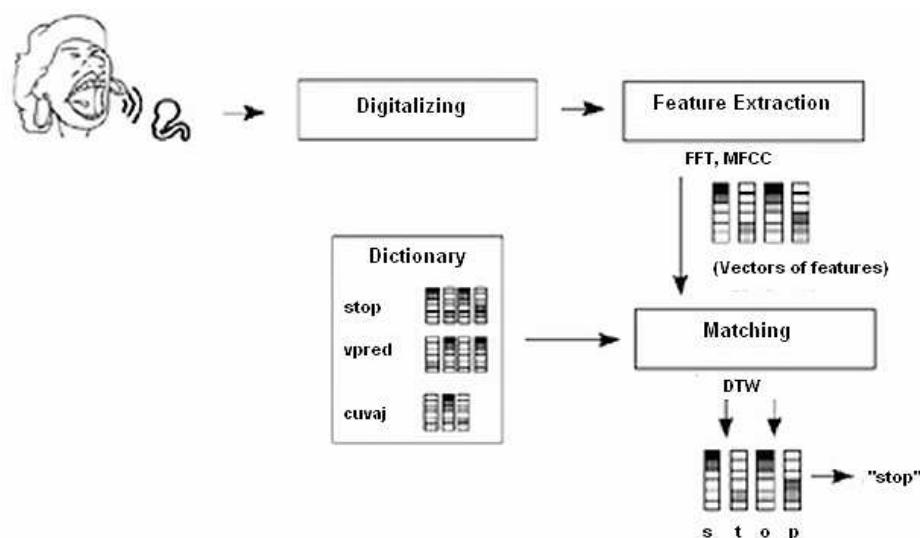 Digitalizing
Feature Extraction
FFT, MFCC
(Vectors of features)
Dictionary
stop
vpred
cuvaj
Matching
DTW
"stop"
s t o p